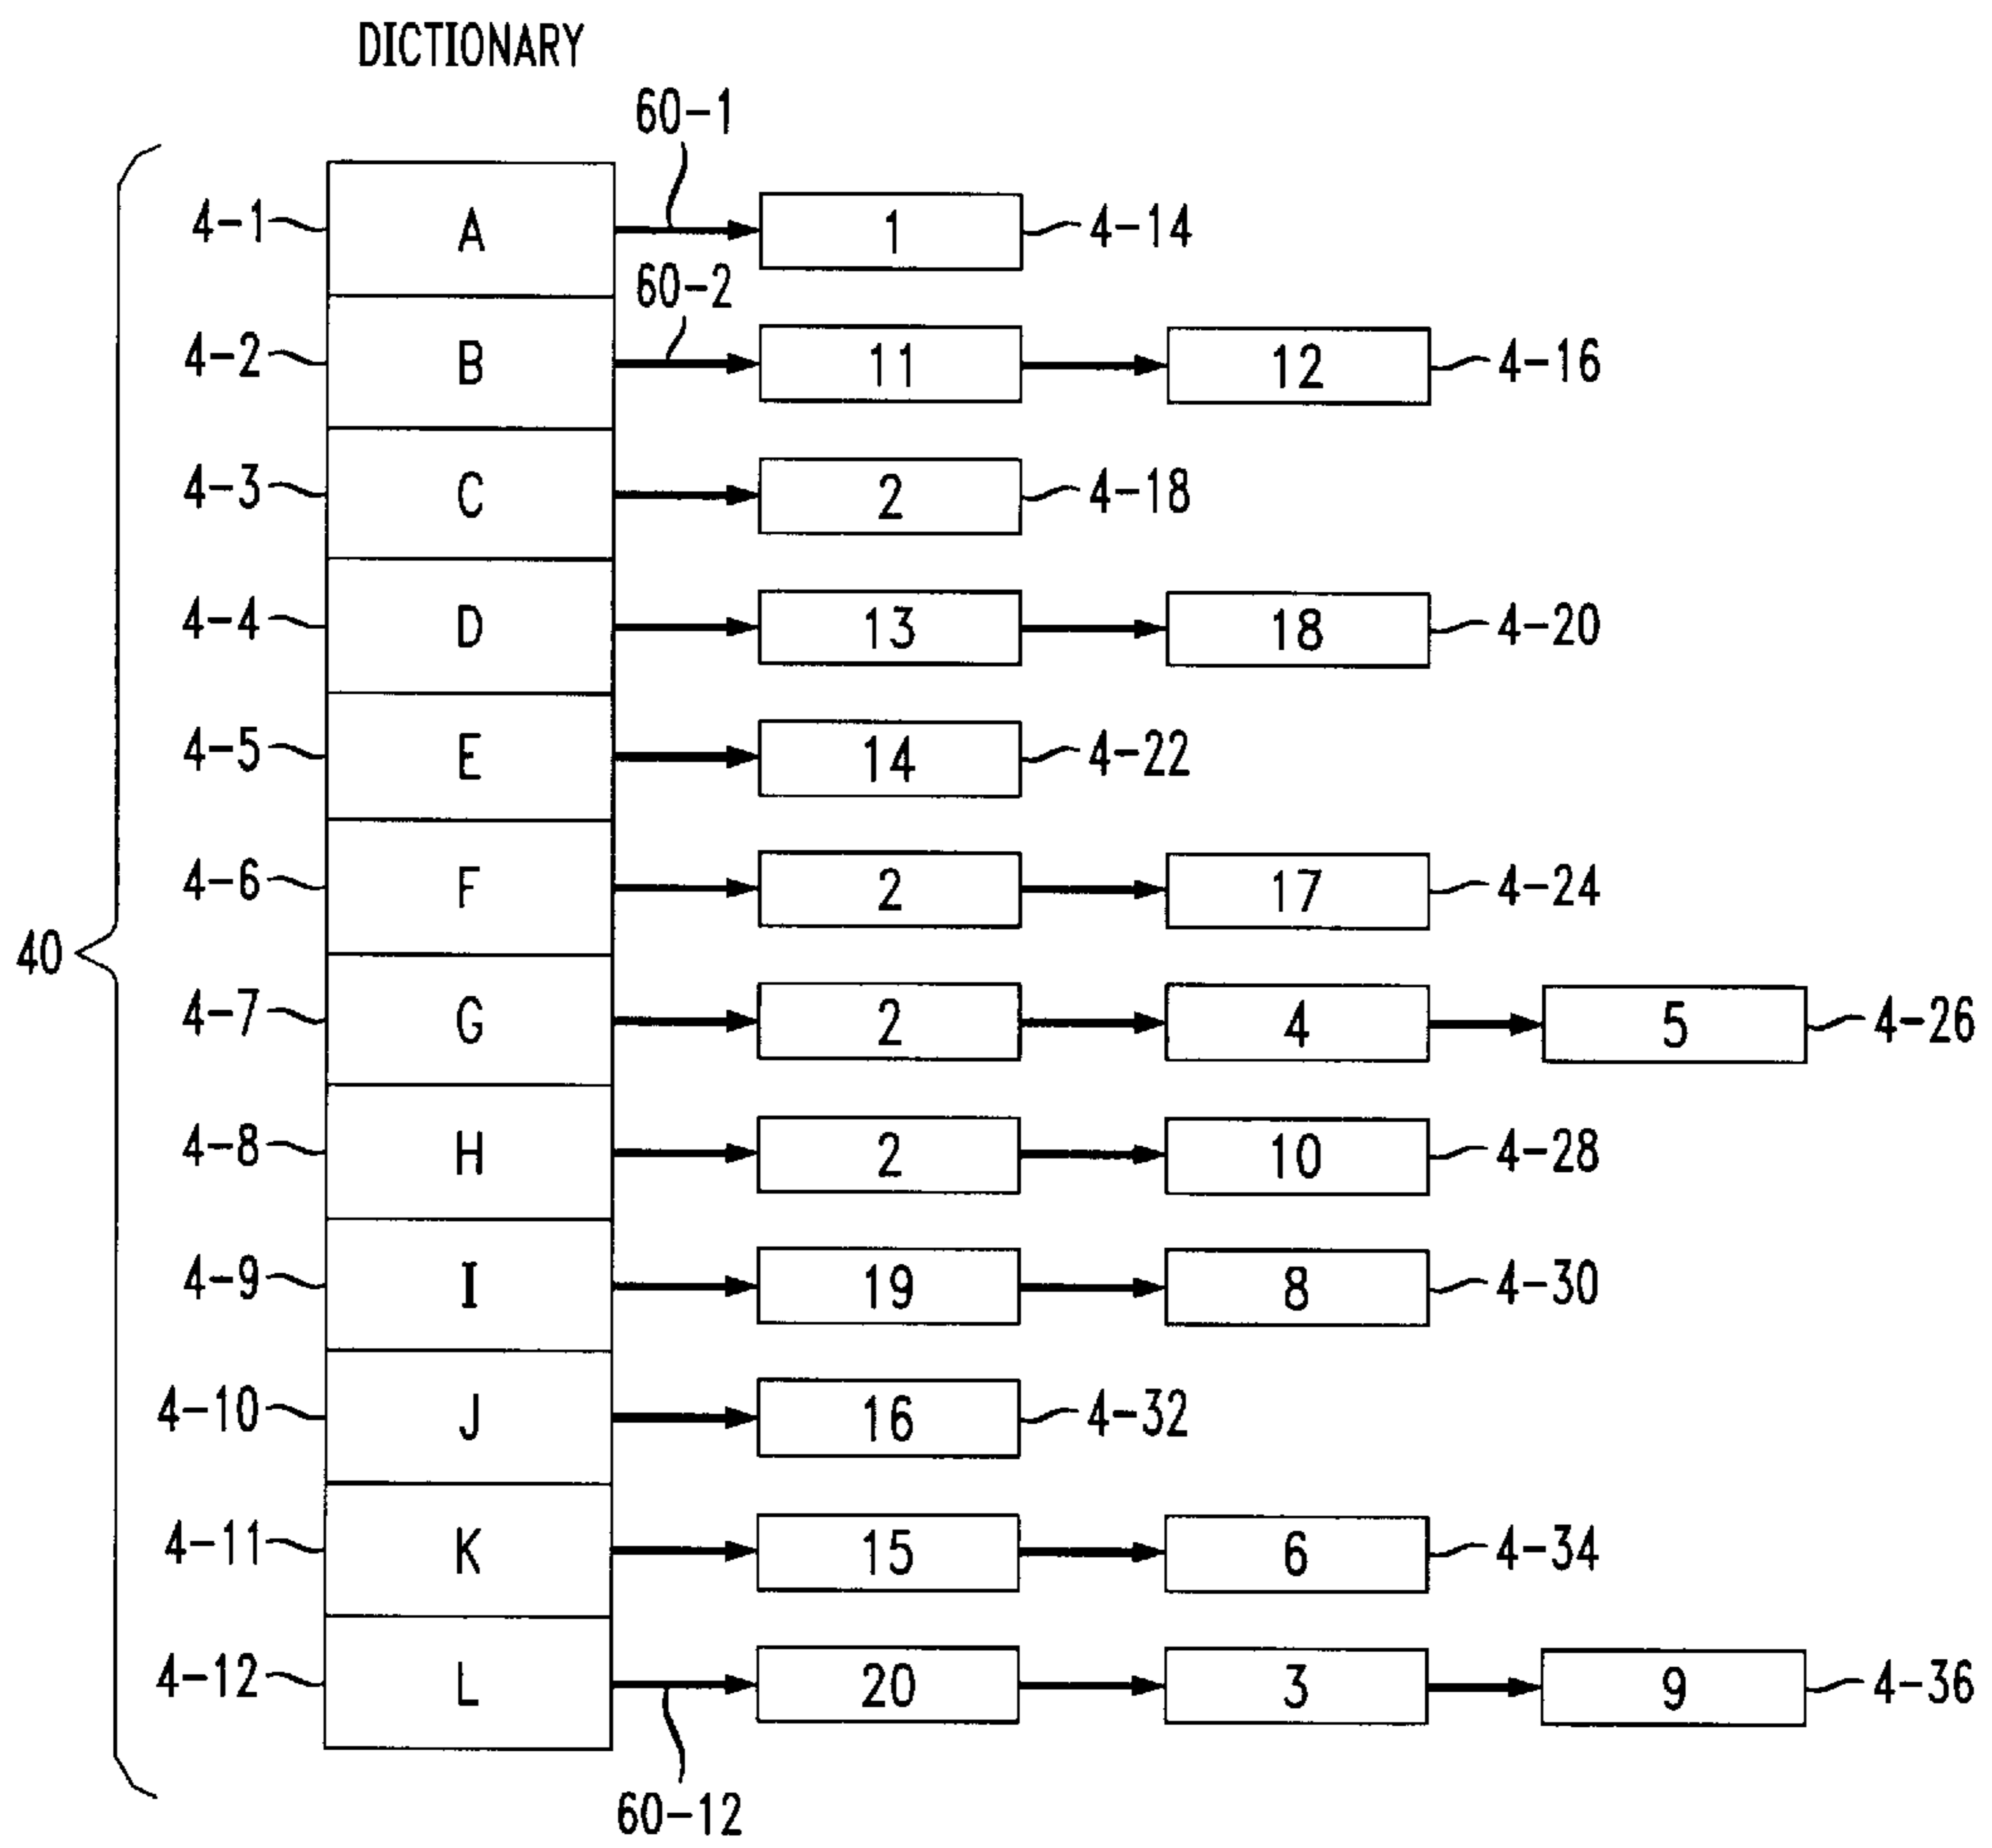 DICTIONARY
60-1
4-1 A 1 4-14
60-2
4-2 B 11 12 4-16
4-3 C 2 4-18
4-4 D 13 18 4-20
4-5 E 14 4-22
4-6 F 2 17 4-24
40
4-7 G 2 4 5 4-26
4-8 H 2 10 4-28
4-9 I 19 8 4-30
4-10 J 16 4-32
4-11 K 15 6 4-34
4-12 L 20 3 9 4-36
60-12